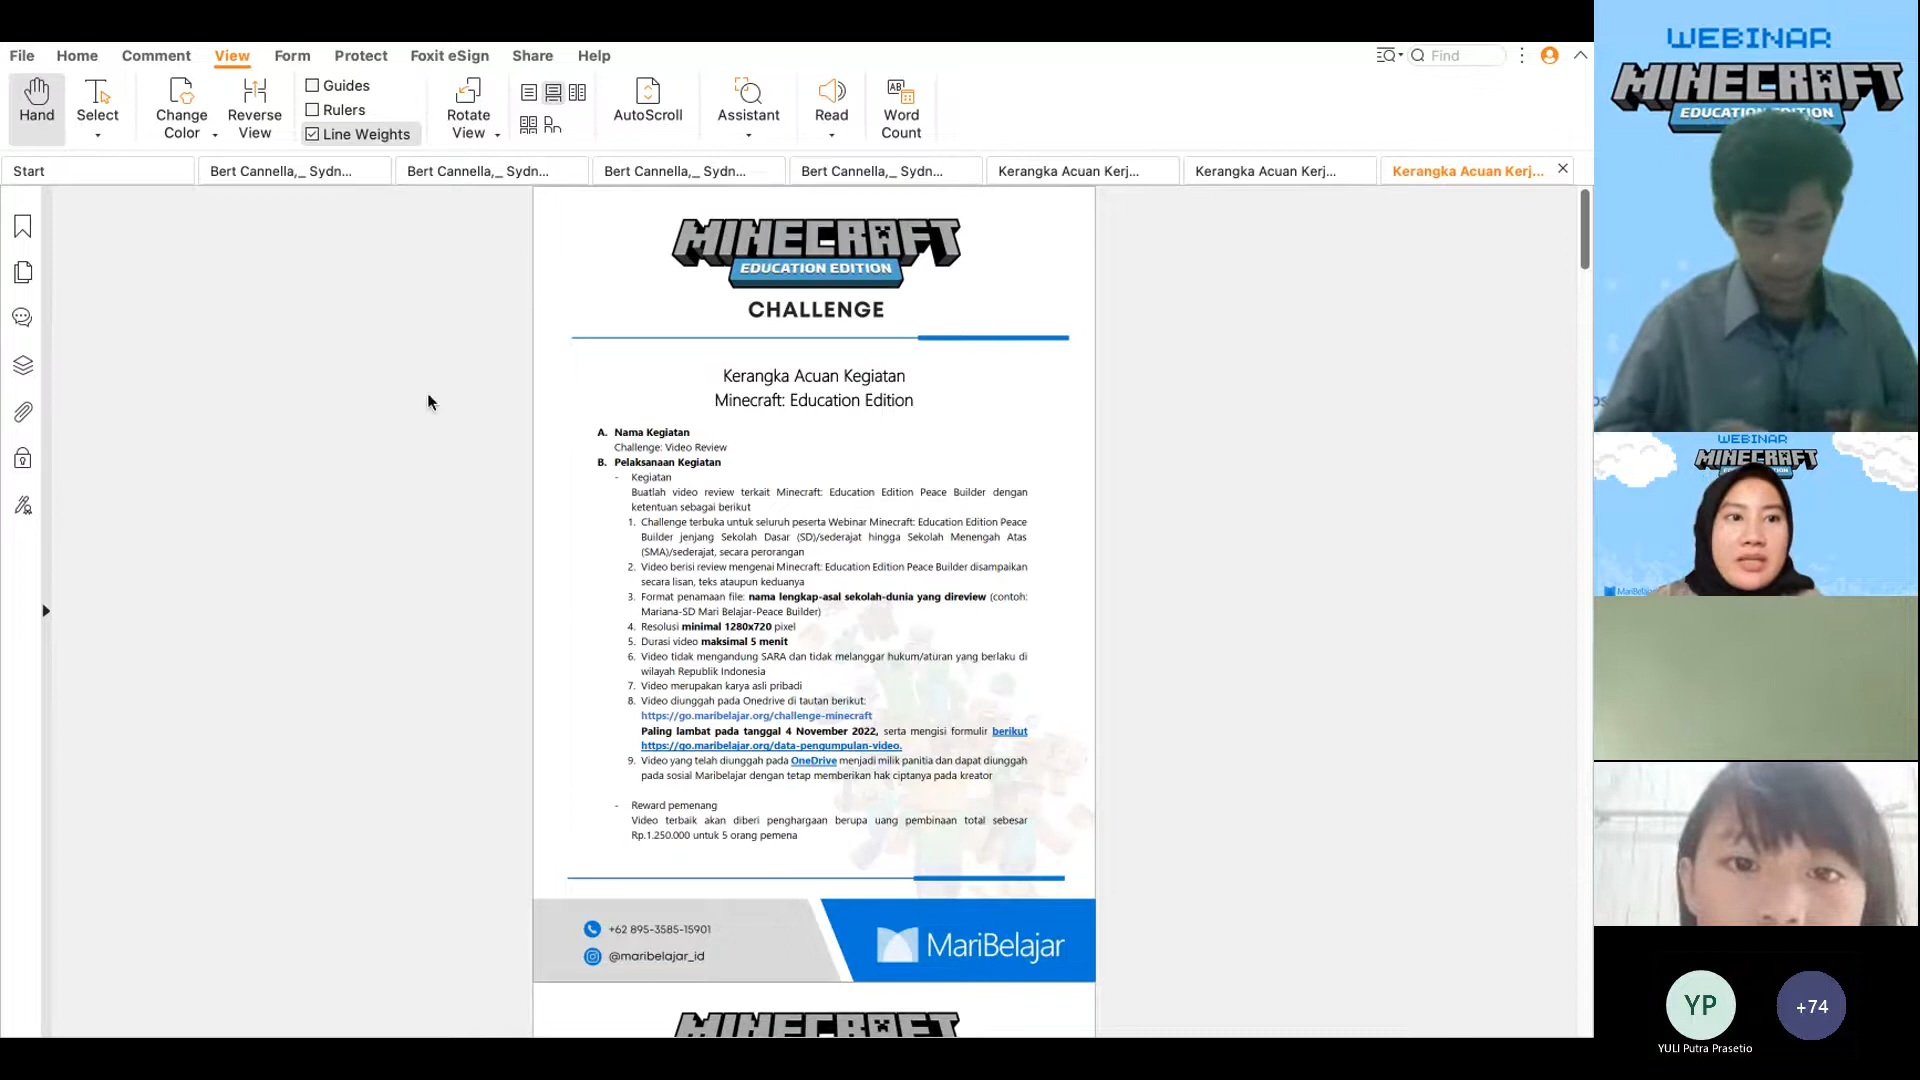 File Home Comment View Form Protect Foxit eSign Share Help
Find
Hand
Select
Change
Color
Reverse
View
Guides
Rulers
Line Weights
Rotate
View
AutoScroll
Assistant
Read
Word
Count
Start
Bert Cannella,_ Sydn...
Bert Cannella,_ Sydn...
Bert Cannella,_ Sydn...
Bert Cannella,_ Sydn...
Kerangka Acuan Kerj...
Kerangka Acuan Kerj...
Kerangka Acuan Kerj...
MINECRAFT
EDUCATION EDITION
CHALLENGE
Kerangka Acuan Kegiatan
Minecraft: Education Edition
A. Nama Kegiatan
Challenge: Video Review
B. Pelaksanaan Kegiatan
- Kegiatan
Buatlah video review terkait Minecraft: Education Edition Peace Builder dengan
ketentuan sebagai berikut
1. Challenge terbuka untuk seluruh peserta Webinar Minecraft: Education Edition Peace
Builder jenjang Sekolah Dasar (SD)/sederajat hingga Sekolah Menengah Atas
(SMA)/sederajat, secara perorangan
2. Video berisi review mengenai Minecraft: Education Edition Peace Builder disampaikan
secara lisan, teks ataupun keduanya
3. Format penamaan file: nama lengkap-asal sekolah-dunia yang direview (contoh:
Mariana-SD Mari Belajar-Peace Builder)
4. Resolusi minimal 1280x720 pixel
5. Durasi video maksimal 5 menit
6. Video tidak mengandung SARA dan tidak melanggar hukum/aturan yang berlaku di
wilayah Republik Indonesia
7. Video merupakan karya asli pribadi
8. Video diunggah pada Onedrive di tautan berikut:
https://go.maribelajar.org/challenge-minecraft
Paling lambat pada tanggal 4 November 2022, serta mengisi formulir berikut
https://go.maribelajar.org/data-pengumpulan-video.
9. Video yang telah diunggah pada OneDrive menjadi milik panitia dan dapat diunggah
pada sosial Maribelajar dengan tetap memberikan hak ciptanya pada kreator
- Reward pemenang
Video terbaik akan diberi penghargaan berupa uang pembinaan total sebesar
Rp.1.250.000 untuk 5 orang pemena
+62 895-3585-15901
@maribelajar_id
MariBelajar
MINECRAFT
WEBINAR
MINECRAFT
EDUCATION EDITION
WEBINAR
MINECRAFT
MariBelajar
YP
+74
YULI Putra Prasetio